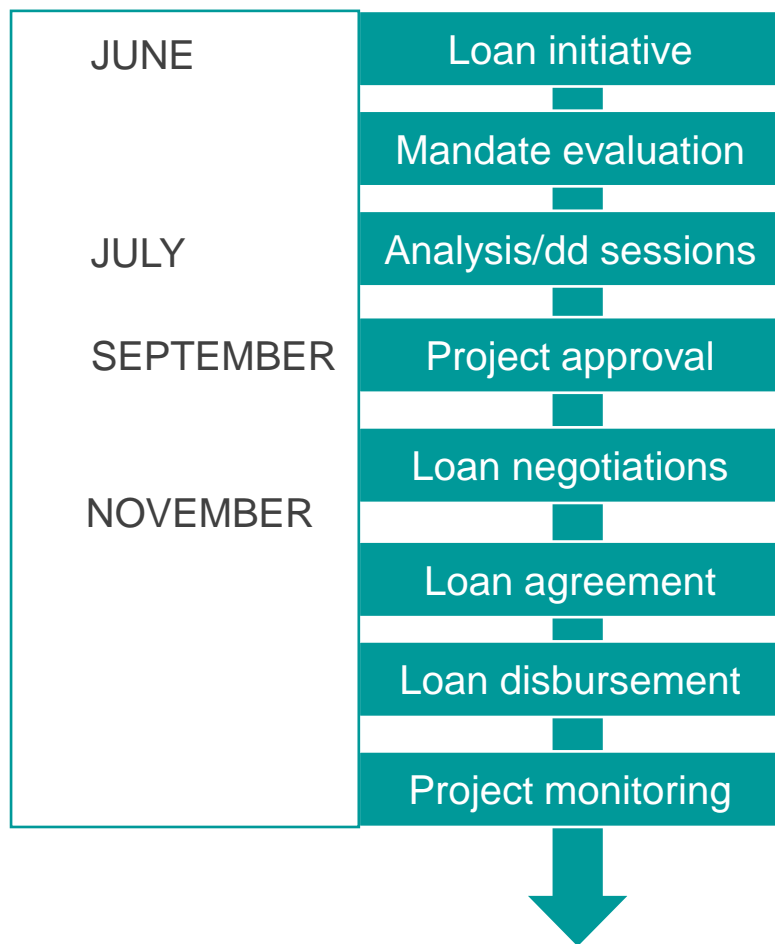 JUNE
Loan initiative
Mandate evaluation
JULY
Analysis/dd sessions
SEPTEMBER
Project approval
Loan negotiations
NOVEMBER
Loan agreement
Loan disbursement
Project monitoring